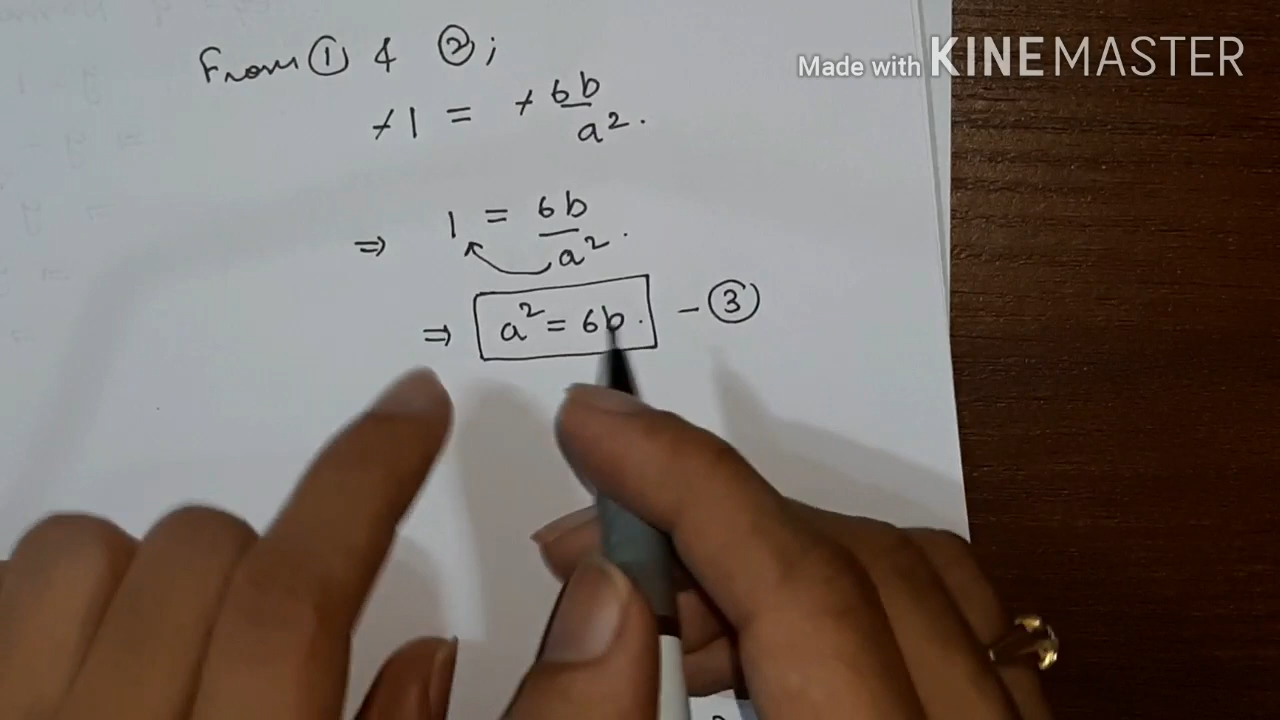 From ① & ②;
Made with KINEMASTER
-1 = -6b/a².
⇒ 1 = 6b/a².
⇒ a² = 6b. - ③